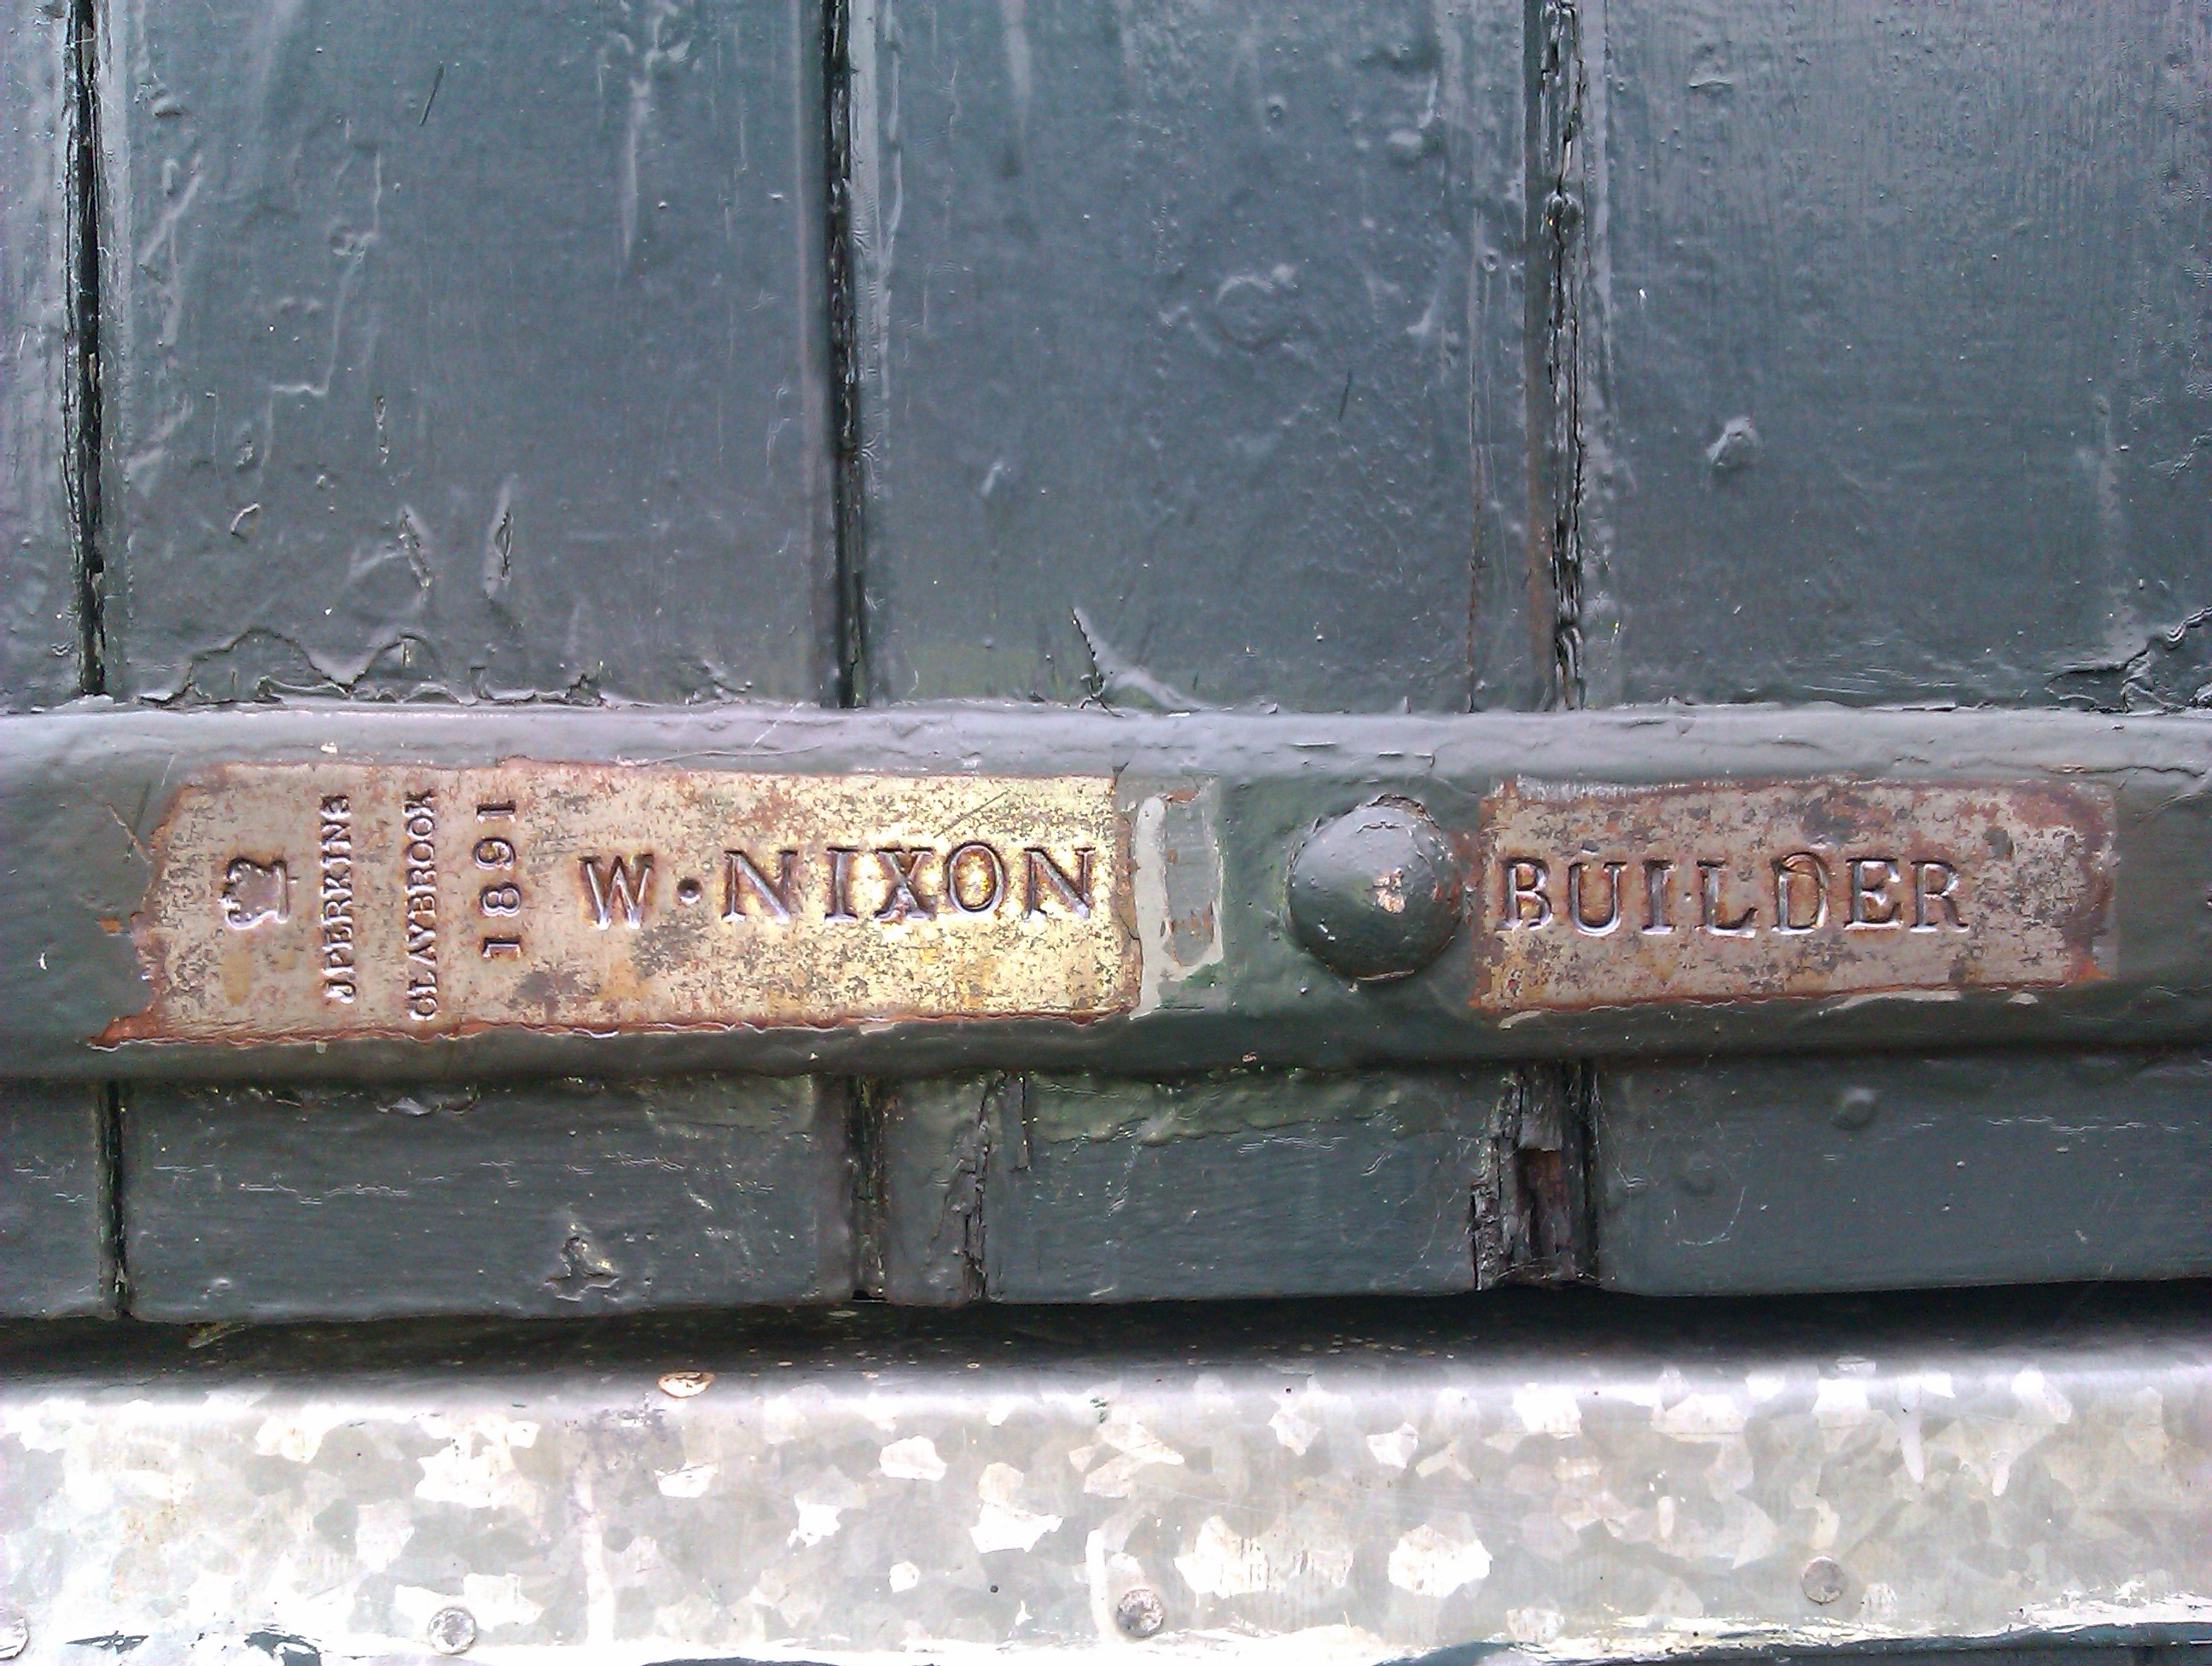 J PERKINS
CLAYBROOK
1891
W·NIXON
BUILDER